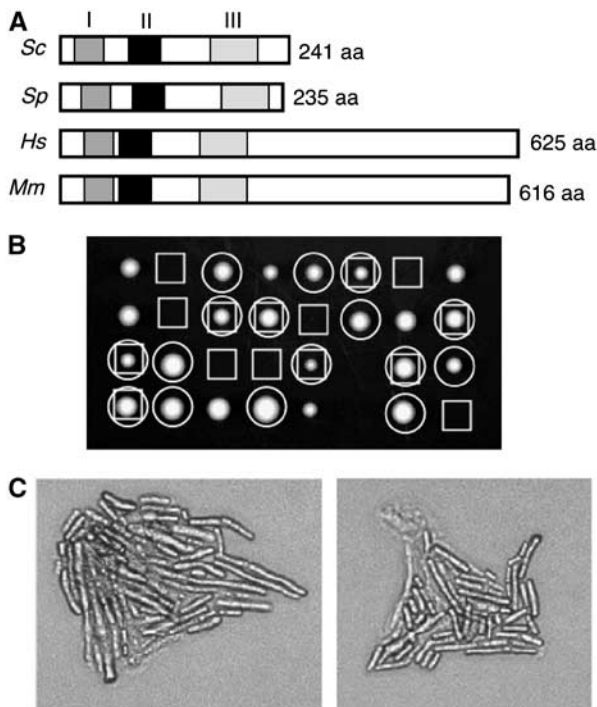 A
I II III
Sc 241 aa
Sp 235 aa
Hs 625 aa
Mm 616 aa
B
C